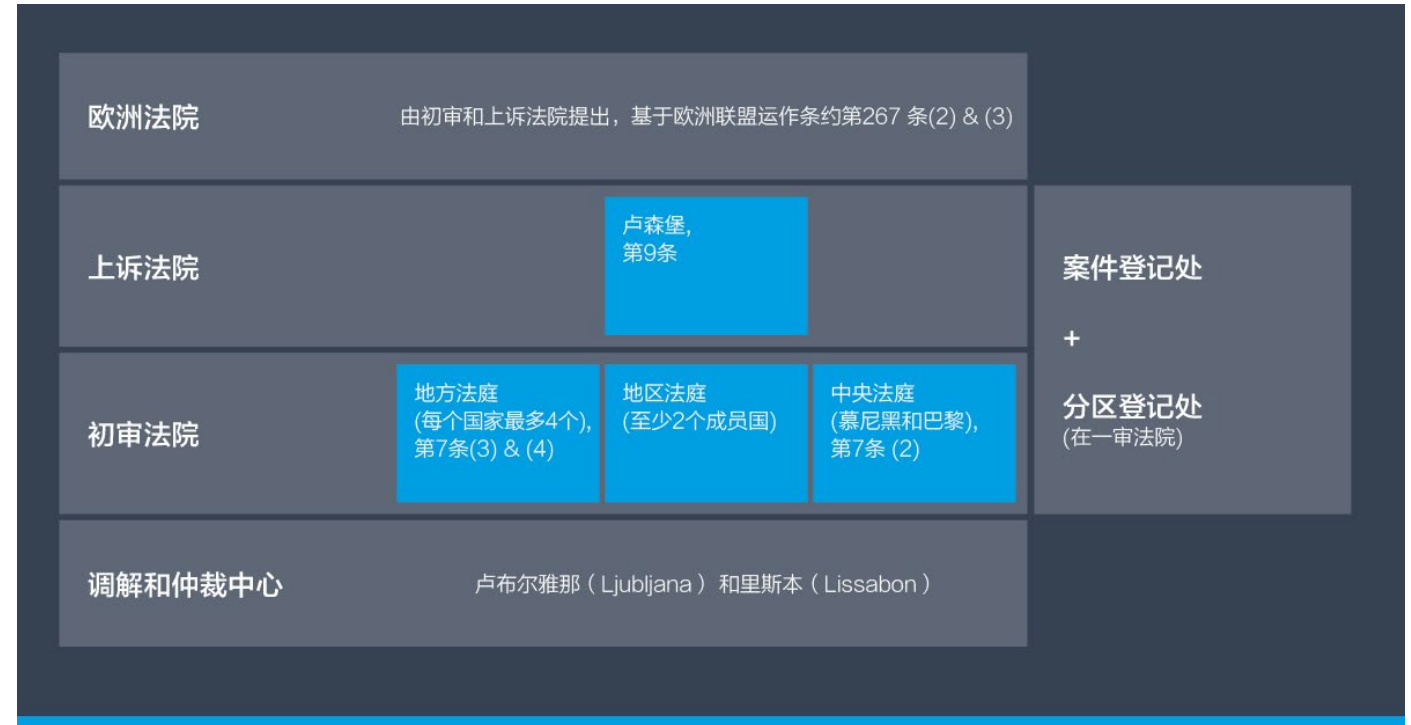 欧洲法院
由初审和上诉法院提出，基于欧洲联盟运作条约第267 条(2) & (3)
上诉法院
卢森堡,
第9条
初审法院
地方法庭
(每个国家最多4个),
第7条(3) & (4)
地区法庭
(至少2个成员国)
中央法庭
(慕尼黑和巴黎),
第7条 (2)
案件登记处
+
分区登记处
(在一审法院)
调解和仲裁中心
卢布尔雅那（Ljubljana） 和里斯本（Lissabon）